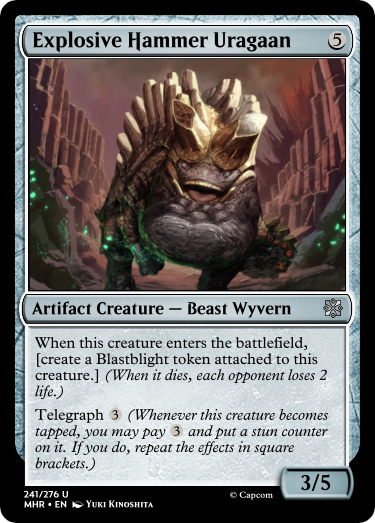 Explosive Hammer Uragaan 5
Artifact Creature — Beast Wyvern
When this creature enters the battlefield,
[create a Blastblight token attached to this
creature.] (When it dies, each opponent loses 2
life.)
Telegraph 3 (Whenever this creature becomes
tapped, you may pay 3 and put a stun counter
on it. If you do, repeat the effects in square
brackets.)
3/5
241/276 U
MHR • EN Yuki Kinoshita
© Capcom